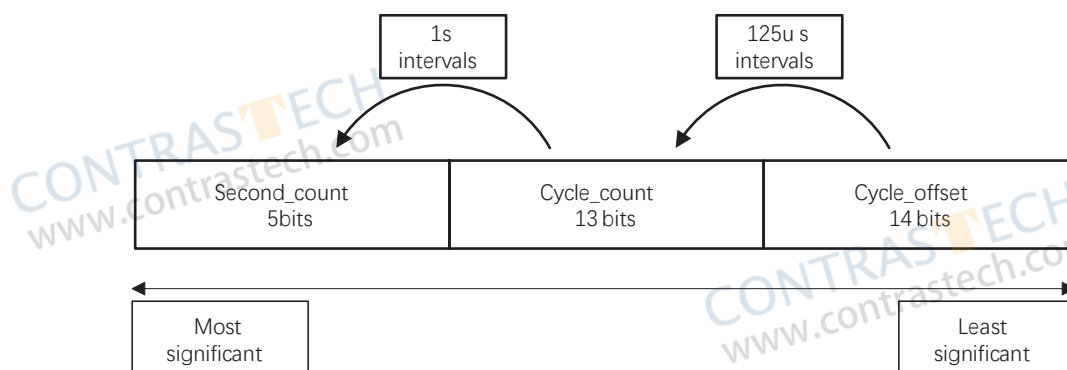 1s
intervals
125u s
intervals
CONTRASTECH
www.contrastech.com
Second_count
5bits
Cycle_count
13 bits
Cycle_offset
14 bits
CONTRASTECH
www.contrastech.co
Most
significant
Least
significant